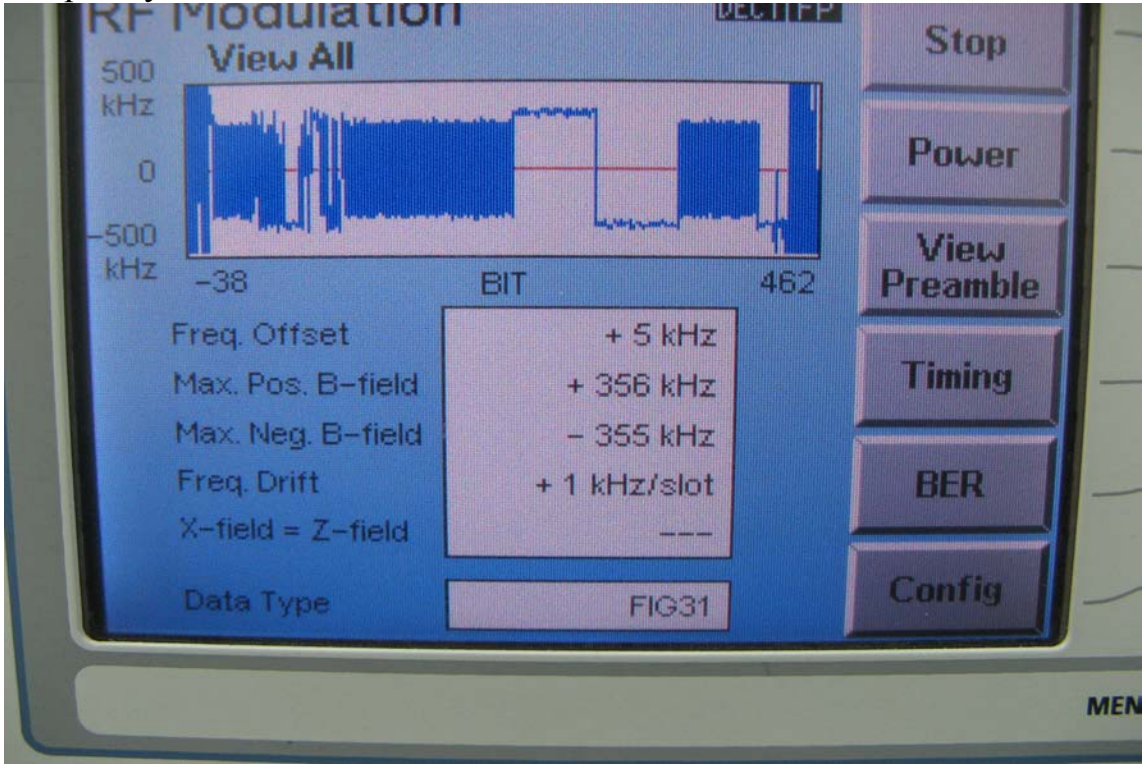 RF Modulation
DECT FP
View All
Stop
500
kHz
0
-500
kHz
-38
BIT
462
Power
View
Preamble
Freq. Offset + 5 kHz
Max. Pos. B-field + 356 kHz
Timing
Max. Neg. B-field - 355 kHz
Freq. Drift + 1 kHz/slot
BER
X-field = Z-field ---
Data Type FIG31
Config
MEN